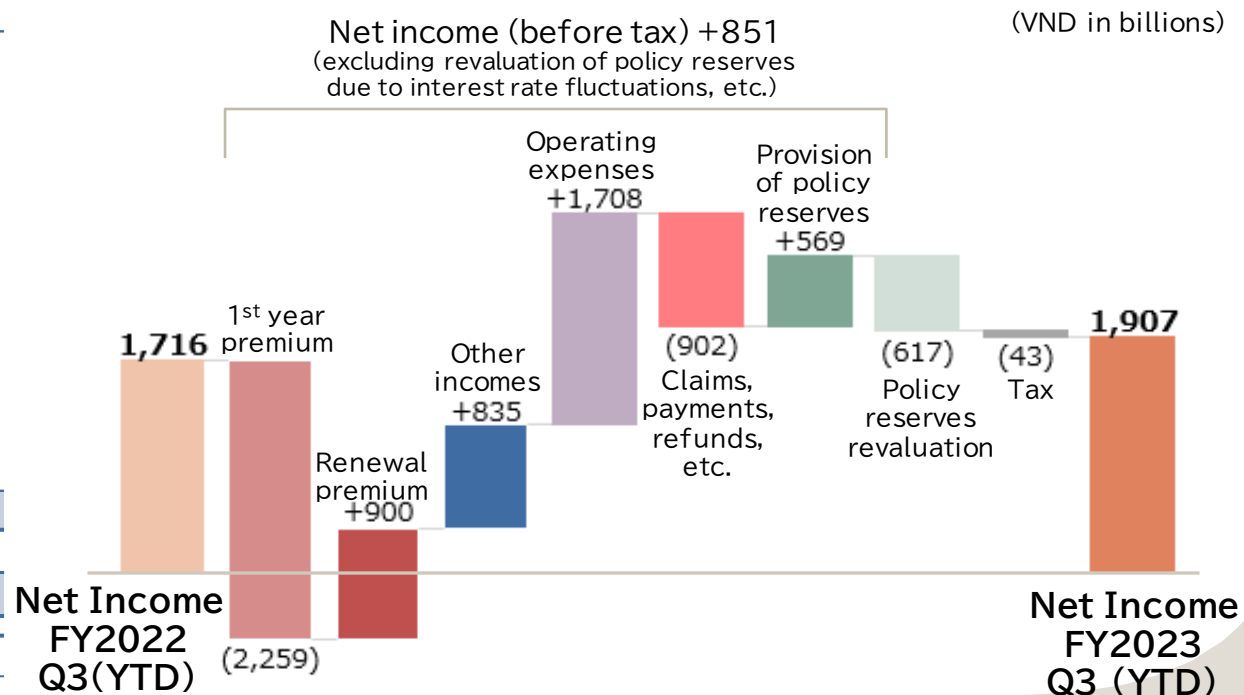 Net income (before tax) +851
(excluding revaluation of policy reserves
due to interest rate fluctuations, etc.)
(VND in billions)
Operating
expenses
+1,708
Provision
of policy
reserves
+569
1st year
premium
1,716
Other
incomes
+835
Renewal
premium
+900
(2,259)
(902)
Claims,
payments,
refunds,
etc.
(617)
Policy
reserves
revaluation
(43)
Tax
1,907
Net Income
FY2022
Q3(YTD)
Net Income
FY2023
Q3 (YTD)